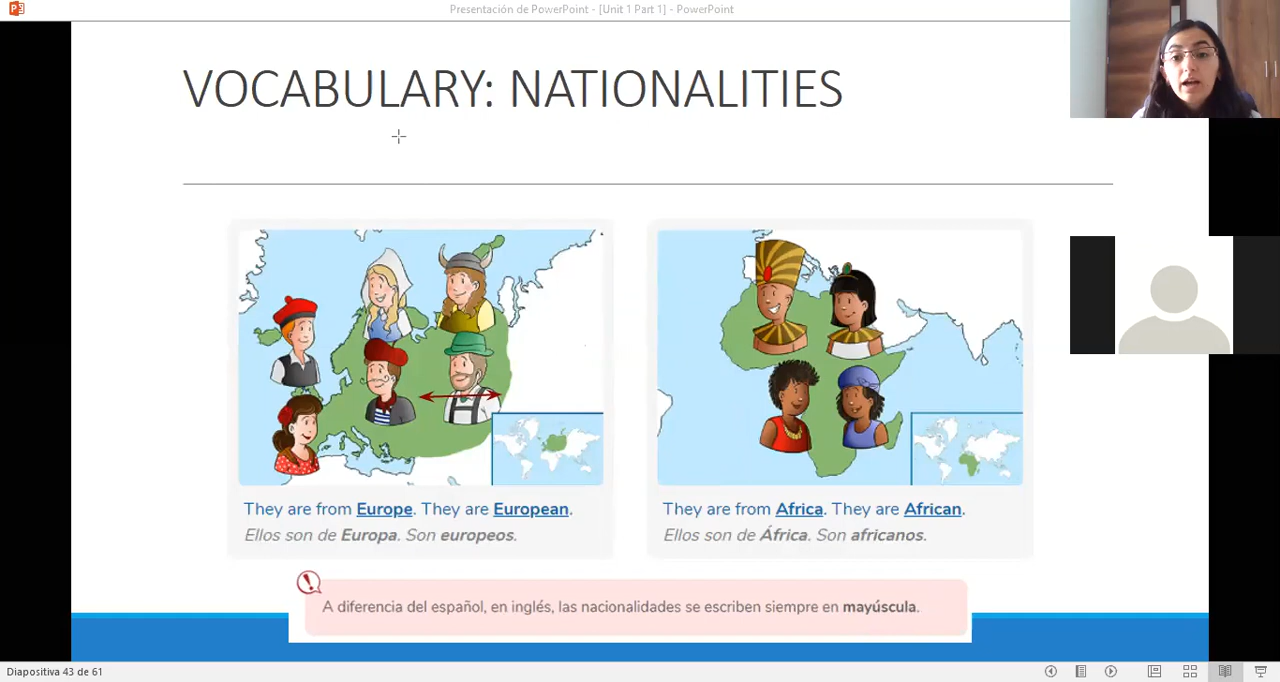 Presentación de PowerPoint - [Unit 1 Part 1] - PowerPoint
VOCABULARY: NATIONALITIES
They are from Europe. They are European.
Ellos son de Europa. Son europeos.
They are from Africa. They are African.
Ellos son de África. Son africanos.
A diferencia del español, en inglés, las nacionalidades se escriben siempre en mayúscula.
Diapositiva 43 de 61